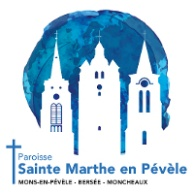 Paroisse
Sainte Marthe en Pévèle
MONS-EN-PÉVÈLE - BERSÉE - MONCHEAUX